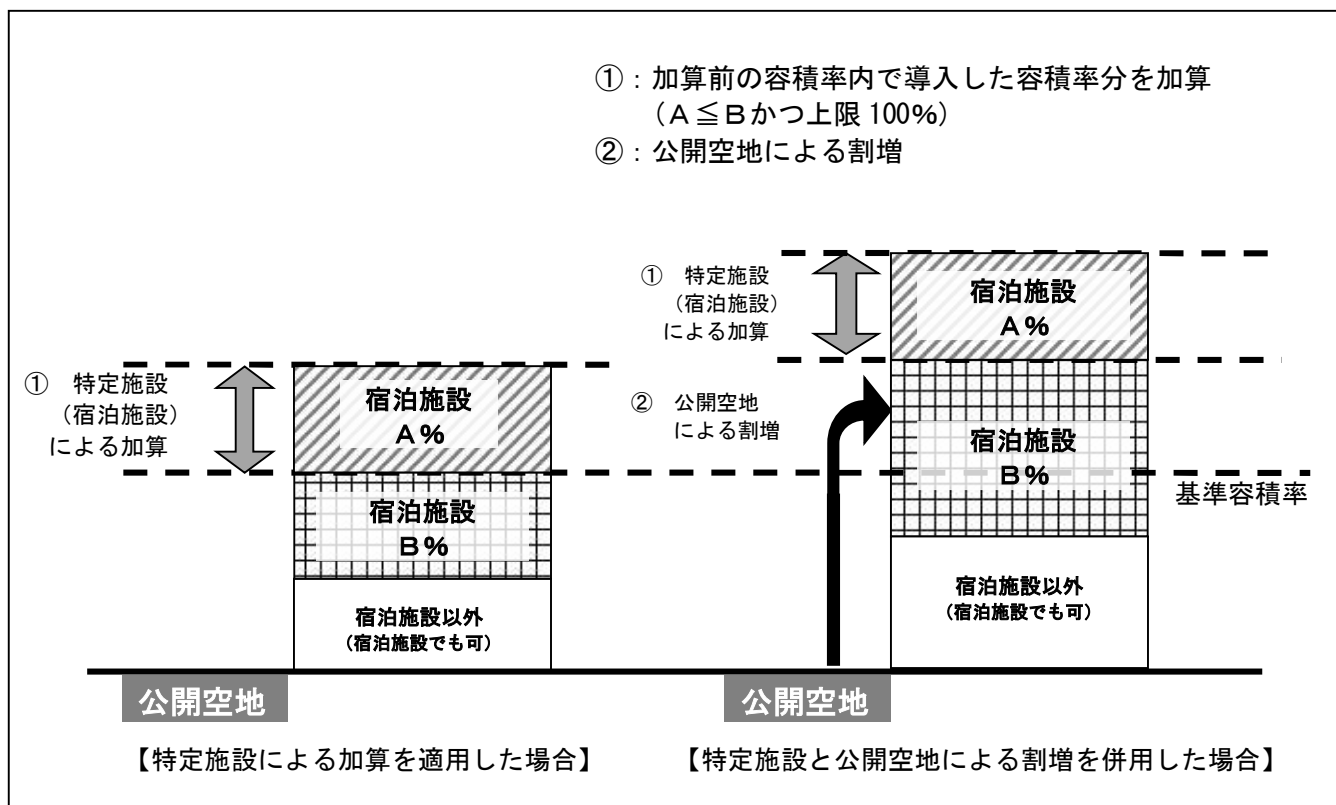 ①：加算前の容積率内で導入した容積率分を加算
（Ａ≦Ｂかつ上限 100%）
②：公開空地による割増
① 特定施設
（宿泊施設）
による加算
宿泊施設
Ａ%
宿泊施設
Ｂ%
宿泊施設以外
（宿泊施設でも可）
公開空地
【特定施設による加算を適用した場合】
① 特定施設
（宿泊施設）
による加算
② 公開空地
による割増
宿泊施設
Ａ%
宿泊施設
Ｂ%
宿泊施設以外
（宿泊施設でも可）
基準容積率
公開空地
【特定施設と公開空地による割増を併用した場合】